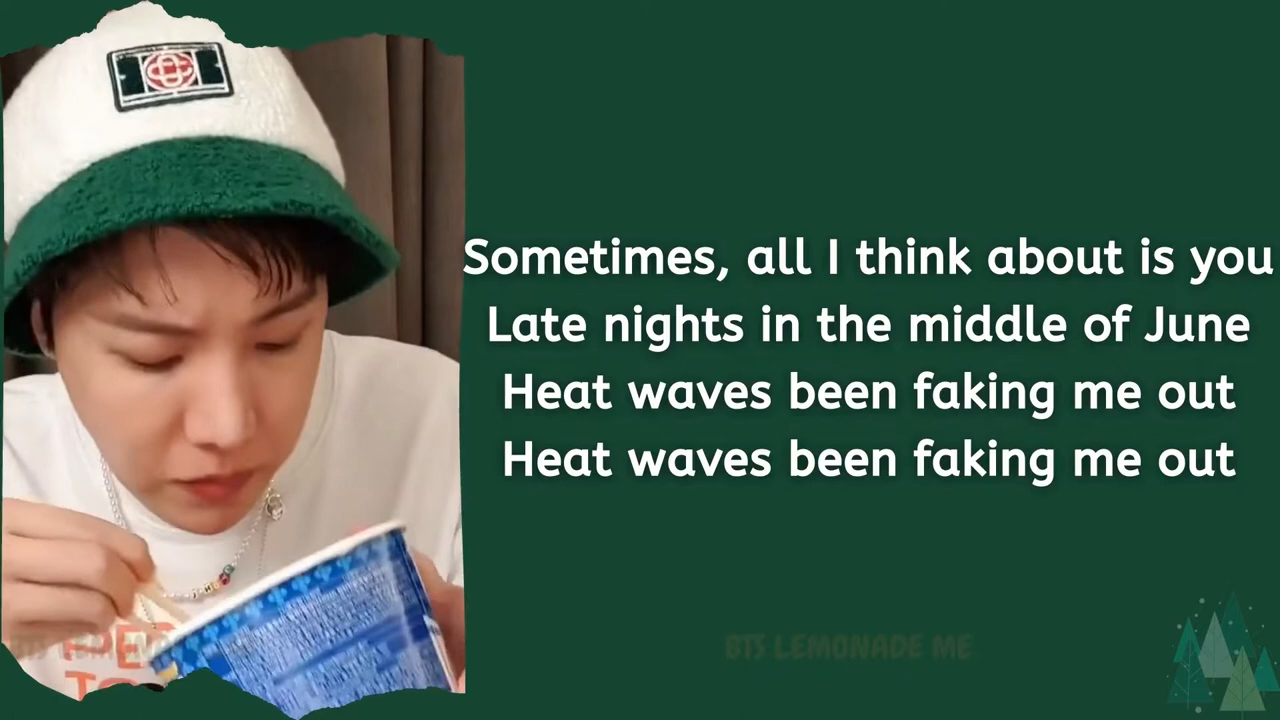 Sometimes, all I think about is you
Late nights in the middle of June
Heat waves been faking me out
Heat waves been faking me out
BTS LEMONADE ME